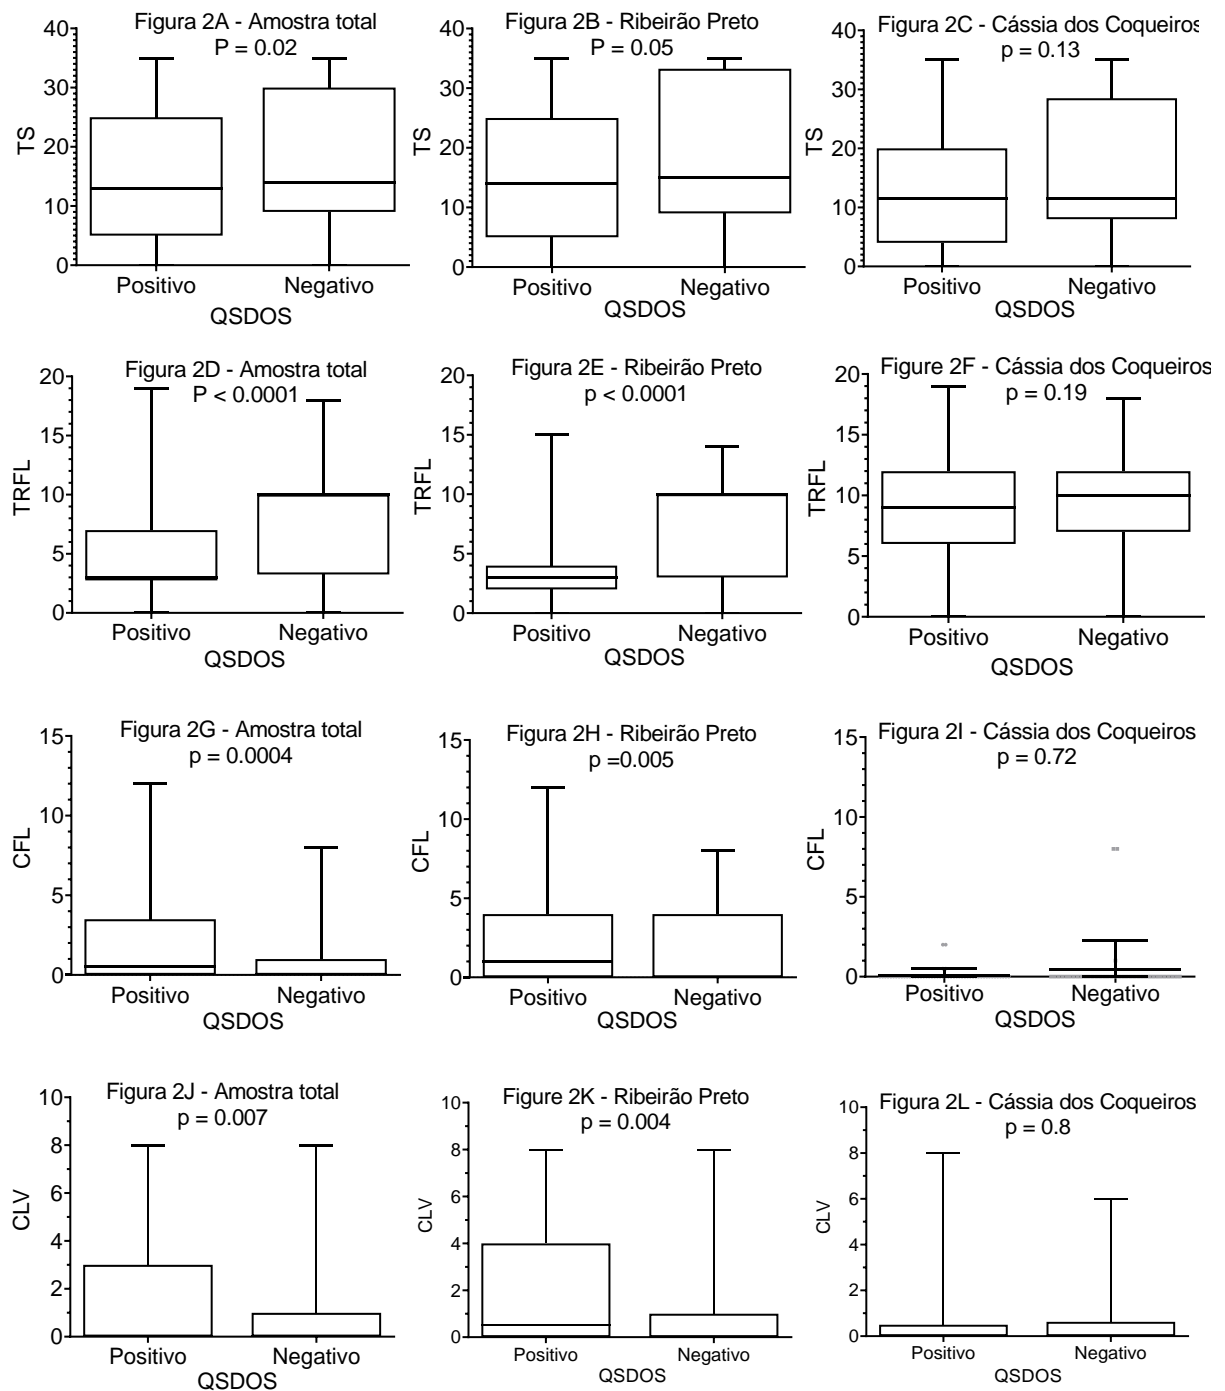 Figura 2A - Amostra total
P = 0.02
40
30
20
10
0
TS
Positivo
Negativo
QSDOS
Figura 2B - Ribeirão Preto
P = 0.05
40
30
20
10
0
TS
Positivo
Negativo
QSDOS
Figura 2C - Cássia dos Coqueiros
p = 0.13
40
30
20
10
0
TS
Positivo
Negativo
QSDOS
Figura 2D - Amostra total
P < 0.0001
20
15
10
5
0
TRFL
Positivo
Negativo
QSDOS
Figura 2E - Ribeirão Preto
p < 0.0001
20
15
10
5
0
TRFL
Positivo
Negativo
QSDOS
Figure 2F - Cássia dos Coqueiros
p = 0.19
20
15
10
5
0
TRFL
Positivo
Negativo
QSDOS
Figura 2G - Amostra total
p = 0.0004
15
10
5
0
CFL
Positivo
Negativo
QSDOS
Figura 2H - Ribeirão Preto
p =0.005
15
10
5
0
CFL
Positivo
Negativo
QSDOS
Figura 2I - Cássia dos Coqueiros
p = 0.72
15
10
5
0
CFL
Positivo
Negativo
QSDOS
Figura 2J - Amostra total
p = 0.007
10
8
6
4
2
0
CLV
Positivo
Negativo
QSDOS
Figure 2K - Ribeirão Preto
p = 0.004
10
8
6
4
2
0
CLV
Positivo
Negativo
QSDOS
Figura 2L - Cássia dos Coqueiros
p = 0.8
10
8
6
4
2
0
CLV
Positivo
Negativo
QSDOS